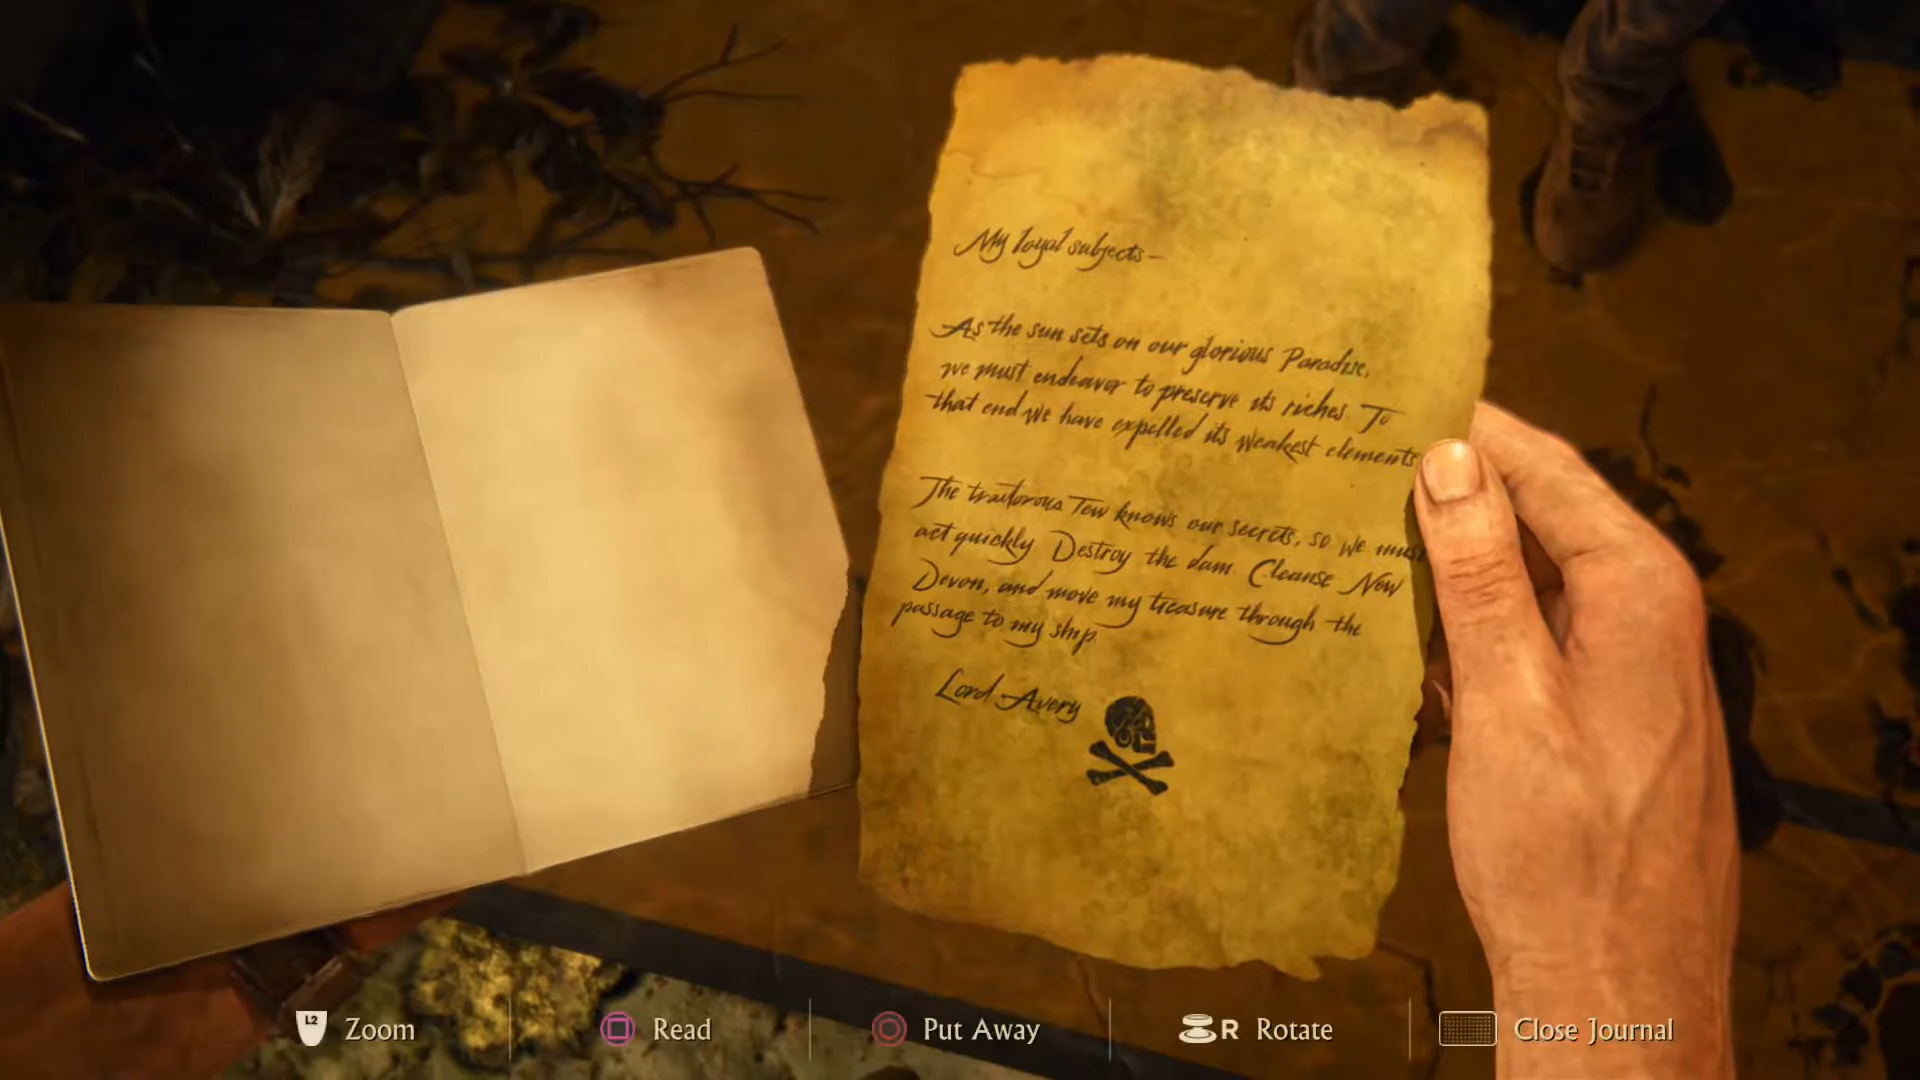 My loyal subjects—
As the sun sets on our glorious Paradise,
we must endeavor to preserve its riches To
that end we have expelled its weakest elements
The traitorous Tew knows our secrets, so we must
act quickly Destroy the dam. Cleanse New
Devon, and move my treasure through the
passage to my ship.
Lord Avery
L2 Zoom
Read
Put Away
R Rotate
Close Journal